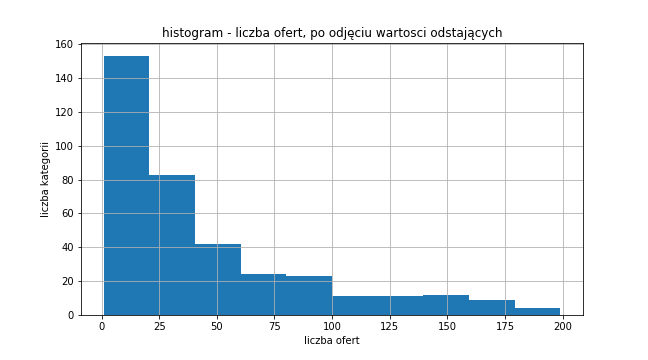 histogram - liczba ofert, po odjęciu wartosci odstających
160
140
120
100
80
60
40
20
0
liczba kategorii
0 25 50 75 100 125 150 175 200
liczba ofert